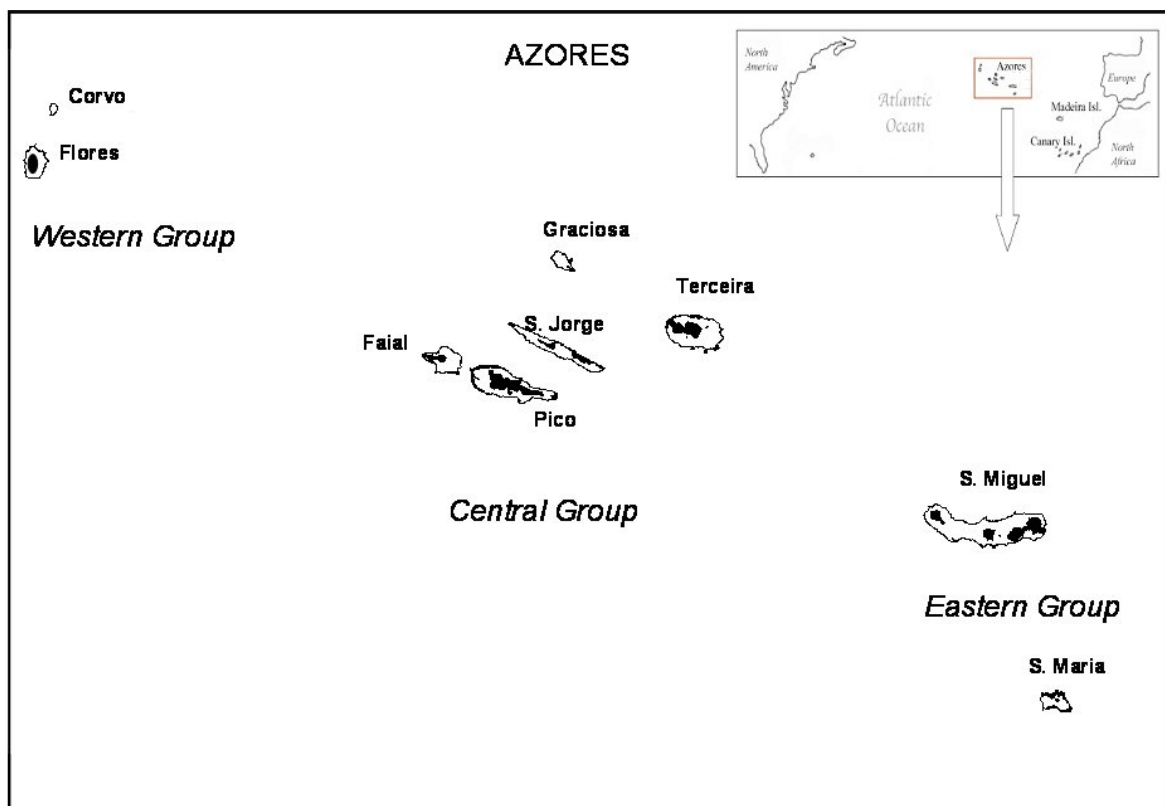 AZORES
North
America
Atlantic
Ocean
Azores
Europe
Madeira Isl.
Canary Isl.
North
Africa
Corvo
Flores
Western Group
Graciosa
Terceira
S. Jorge
Faial
Pico
Central Group
S. Miguel
Eastern Group
S. Maria